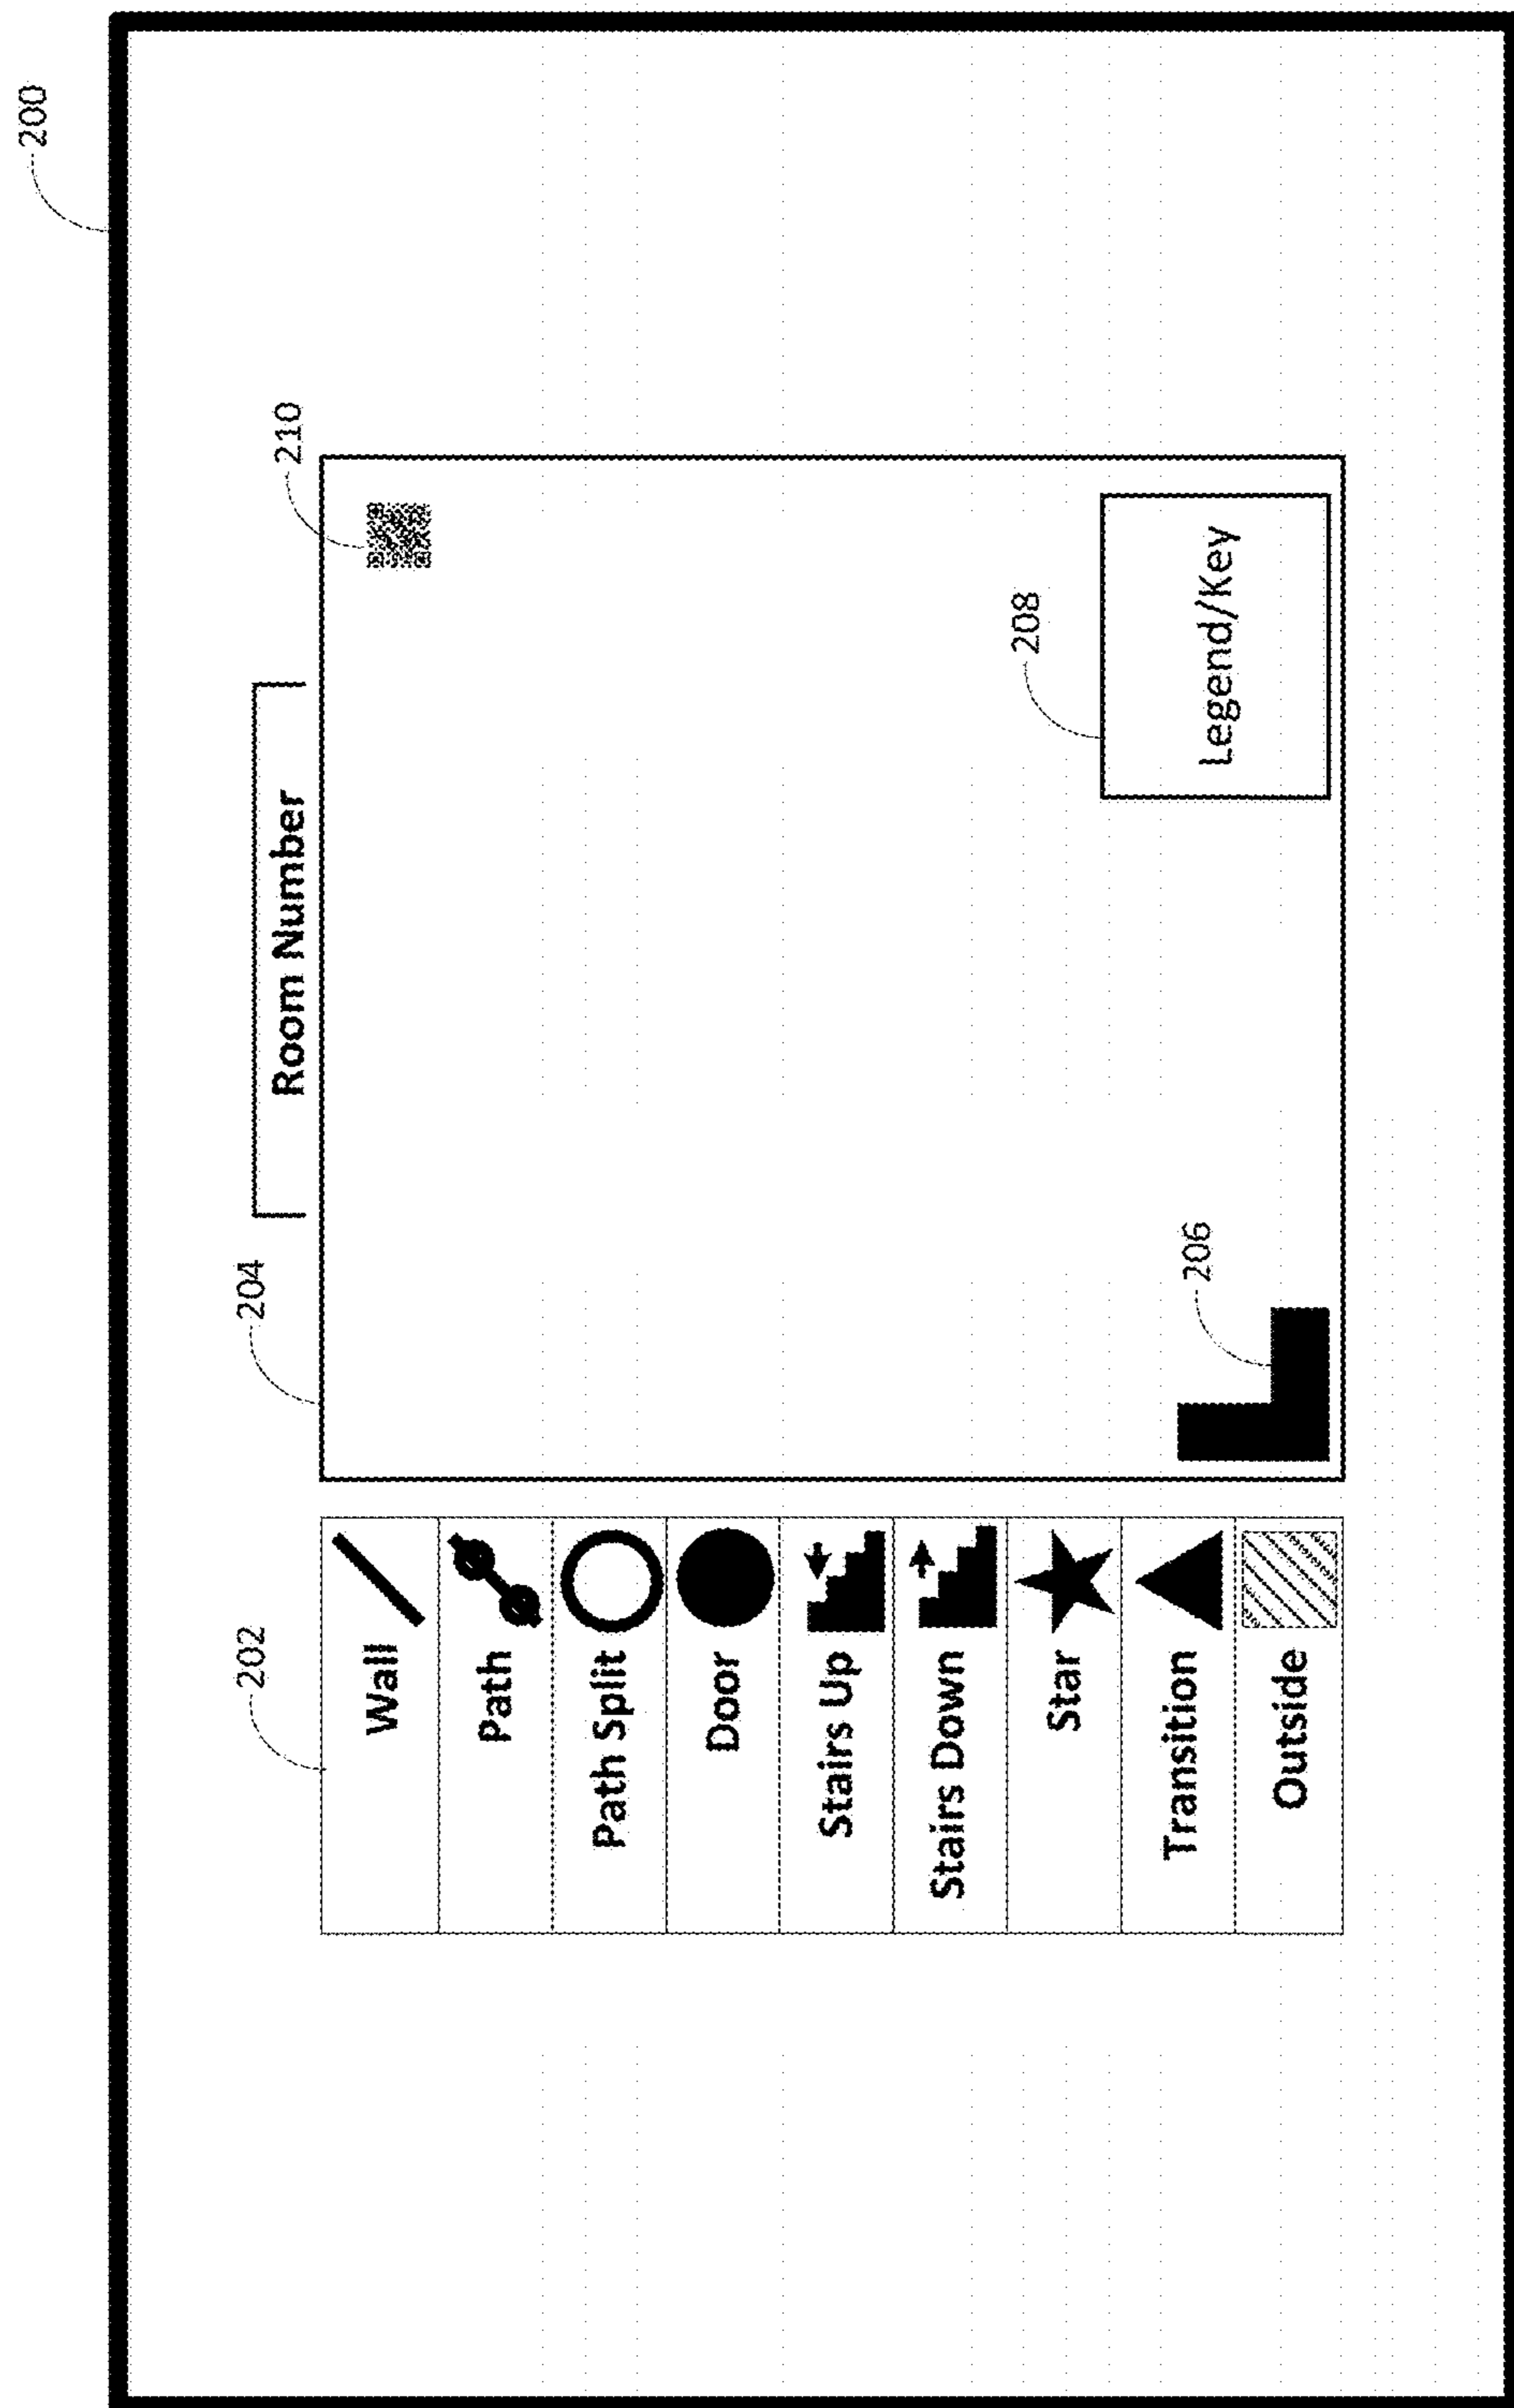 200
Room Number
204
210
202
Wall
Path
Path Split
Door
Stairs Up
Stairs Down
Star
Transition
Outside
206
208
Legend/Key